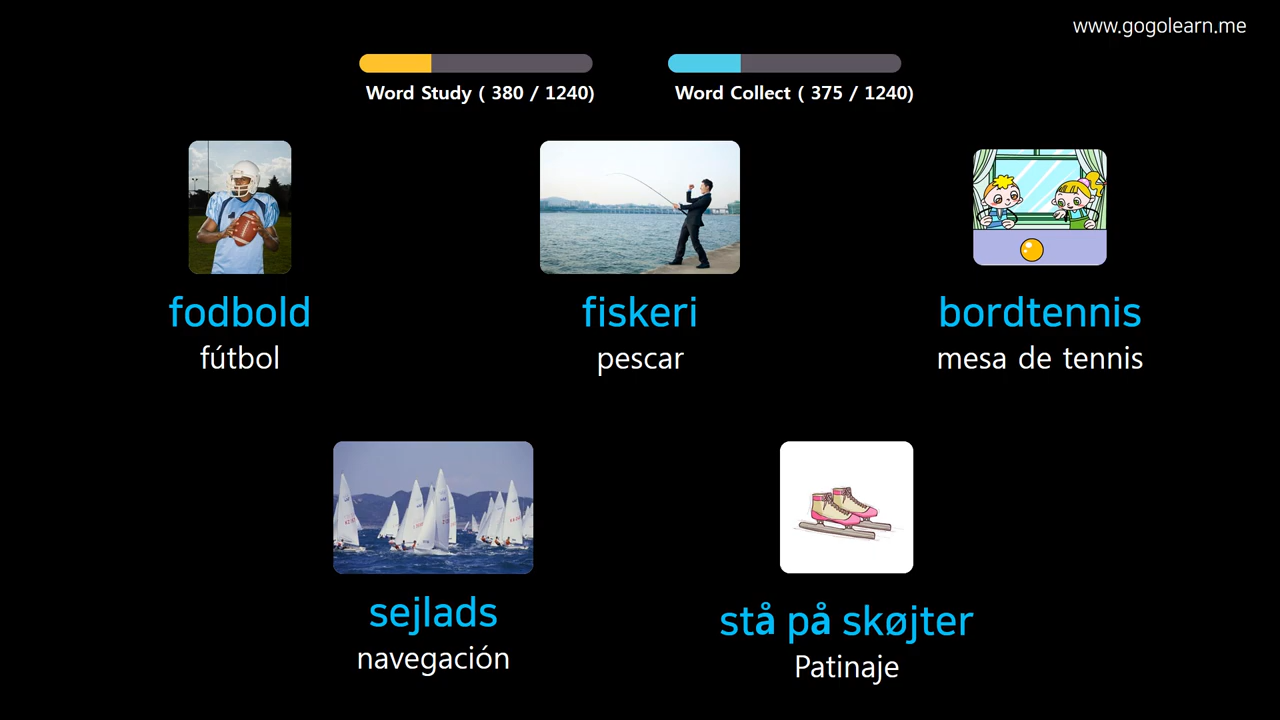 www.gogolearn.me
Word Study ( 380 / 1240)
Word Collect ( 375 / 1240)
fodbold
fútbol
fiskeri
pescar
bordtennis
mesa de tennis
sejlads
navegación
stå på skøjter
Patinaje